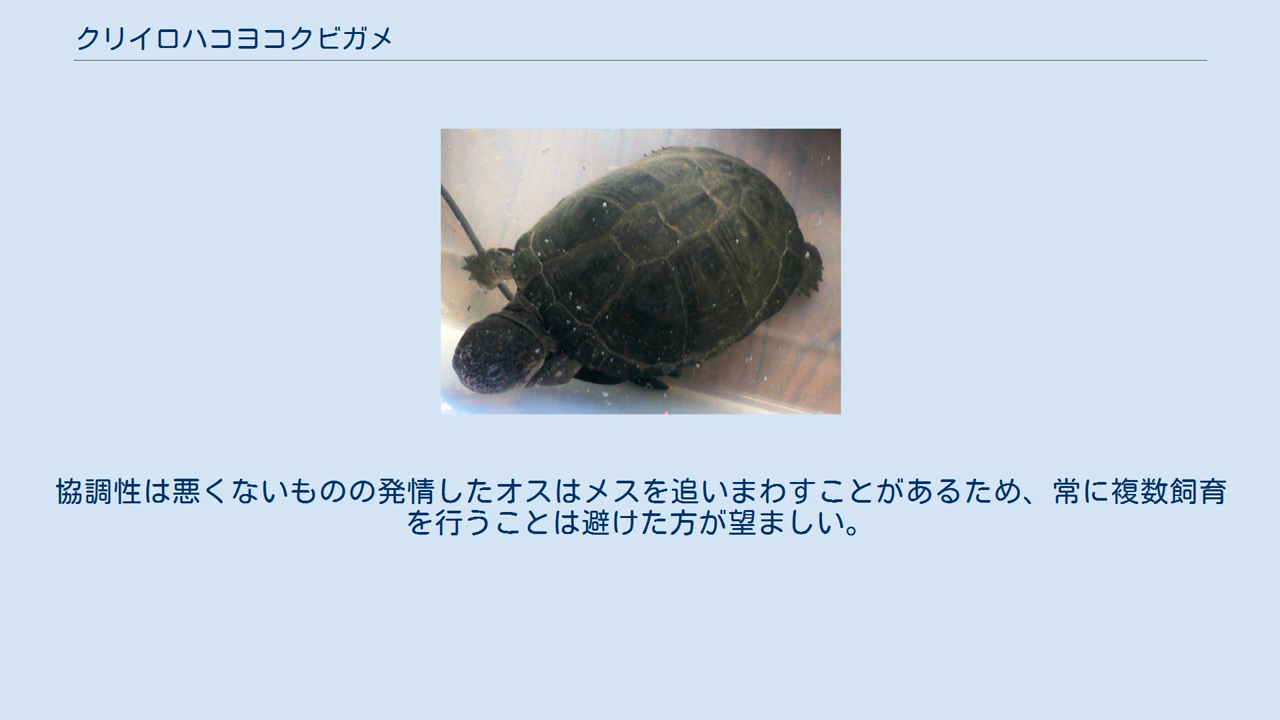 クリイロハコヨコクビガメ
協調性は悪くないものの発情したオスはメスを追いまわすことがあるため、常に複数飼育
を行うことは避けた方が望ましい。